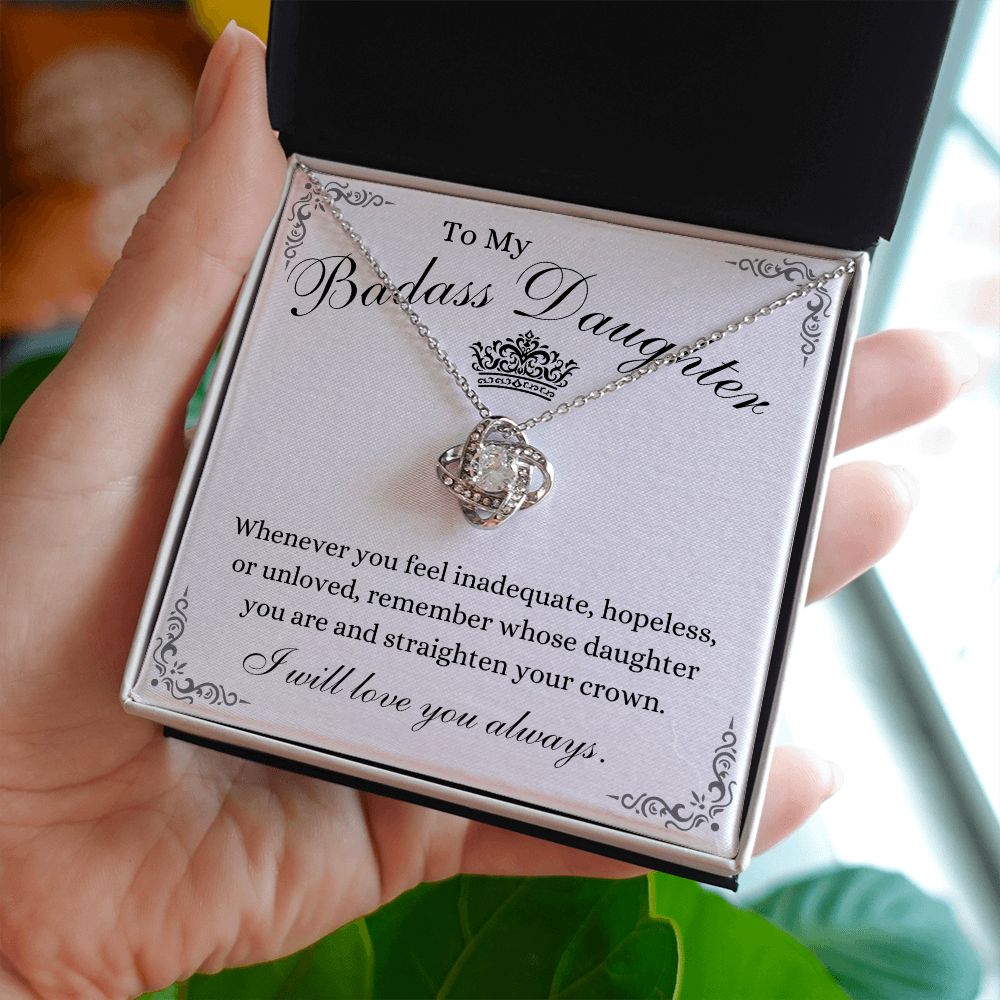 To My
Badass Daughter
Whenever you feel inadequate, hopeless,
or unloved, remember whose daughter
you are and straighten your crown.
I will love you always.